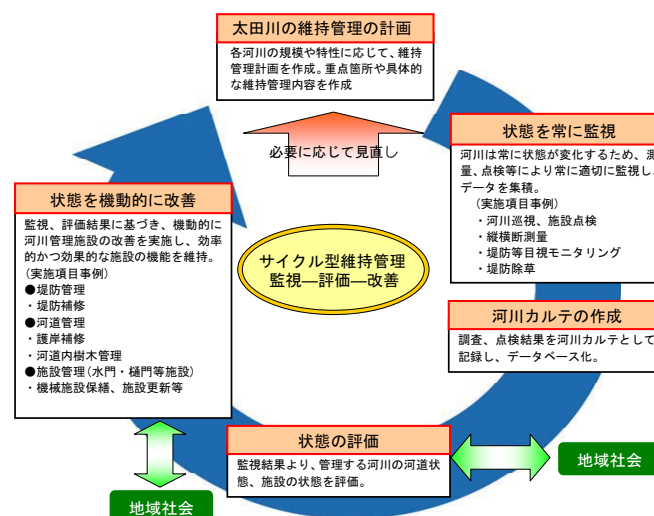 太田川の維持管理の計画
各河川の規模や特性に応じて、維持
管理計画を作成。重点箇所や具体的
な維持管理内容を作成
必要に応じて見直し
状態を常に監視
河川は常に状態が変化するため、測
量、点検等により常に適切に監視し、
データを集積。
(実施項目事例)
・河川巡視、施設点検
・縦横断測量
・堤防等目視モニタリング
・堤防除草
河川カルテの作成
調査、点検結果を河川カルテとして
記録し、データベース化。
状態の評価
監視結果より、管理する河川の河道状
態、施設の状態を評価。
地域社会
状態を機動的に改善
監視、評価結果に基づき、機動的に
河川管理施設の改善を実施し、効率
的かつ効果的な施設の機能を維持。
(実施項目事例)
●堤防管理
・堤防補修
●河道管理
・護岸補修
・河道内樹木管理
●施設管理(水門・樋門等施設)
・機械施設保繕、施設更新等
地域社会
サイクル型維持管理
監視―評価―改善